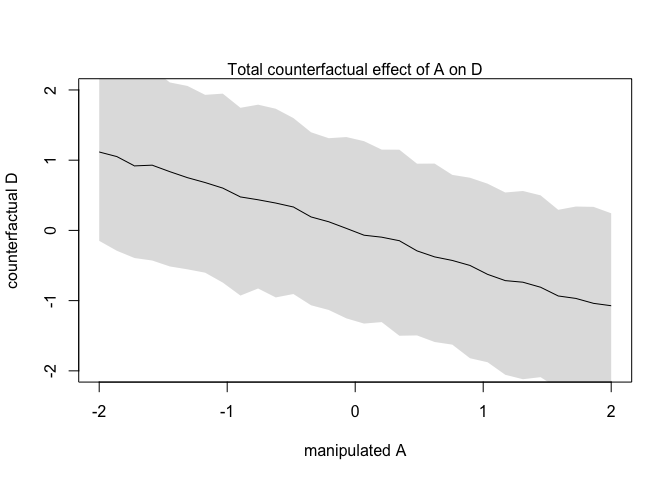 Total counterfactual effect of A on D
counterfactual D
2
1
0
-1
-2
-2 -1 0 1 2
manipulated A